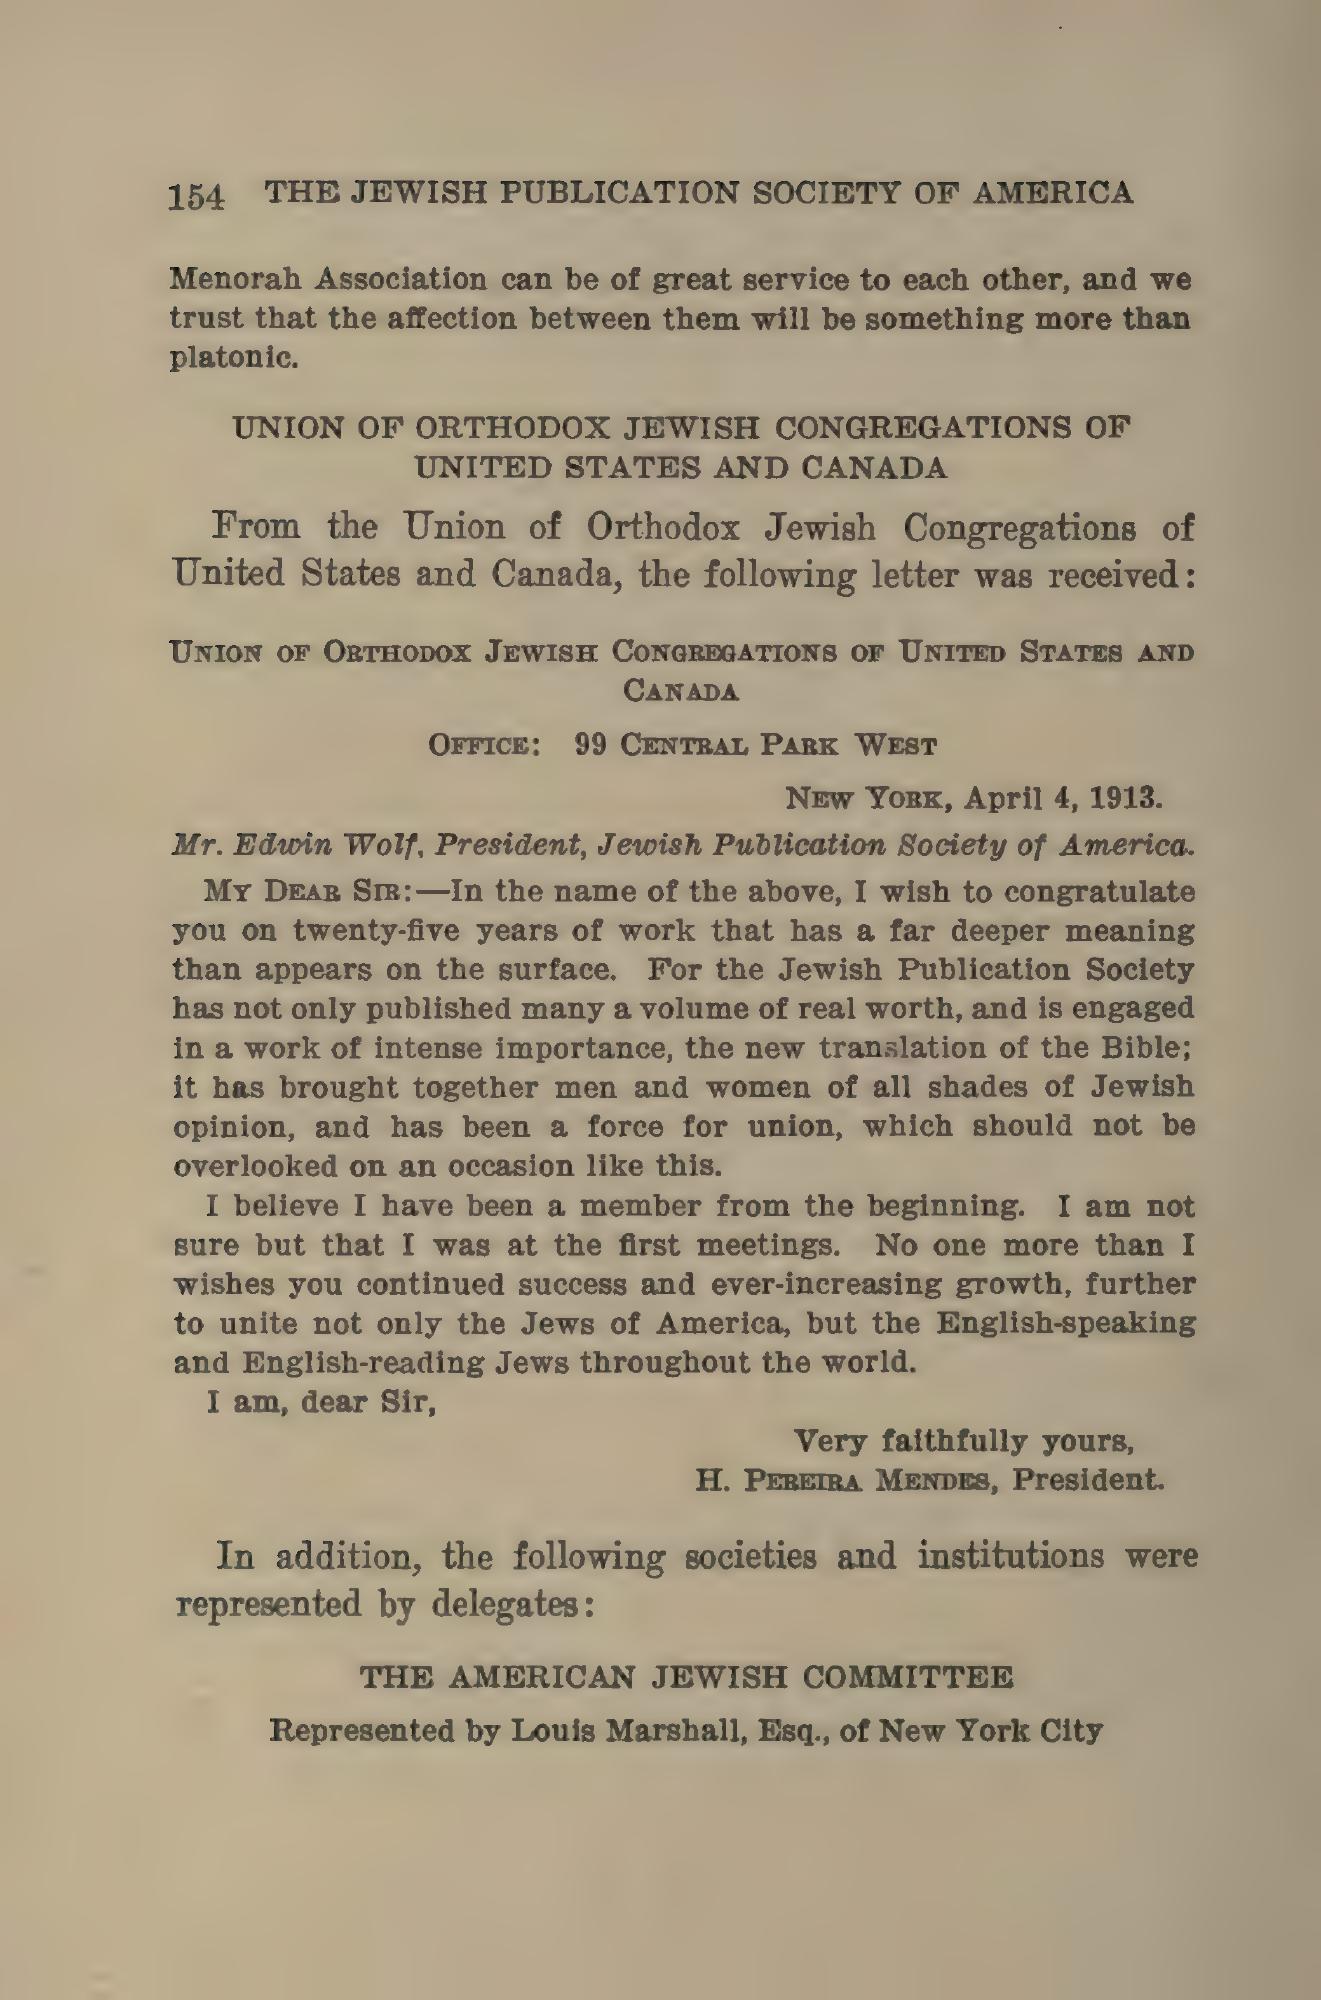 154 THE JEWISH PUBLICATION SOCIETY OF AMERICA
Menorah Association can be of great service to each other, and we
trust that the affection between them will be something more than
platonic.
UNION OF ORTHODOX JEWISH CONGREGATIONS OF
UNITED STATES AND CANADA
From the Union of Orthodox Jewish Congregations of
United States and Canada, the following letter was received:
UNION OF ORTHODOX JEWISH CONGREGATIONS OF UNITED STATES AND
CANADA
OFFICE: 99 CENTRAL PARK WEST
NEW YORK, April 4, 1913.
Mr. Edwin Wolf, President, Jewish Publication Society of America.
MY DEAR SIR:—In the name of the above, I wish to congratulate
you on twenty-five years of work that has a far deeper meaning
than appears on the surface. For the Jewish Publication Society
has not only published many a volume of real worth, and is engaged
in a work of intense importance, the new translation of the Bible;
it has brought together men and women of all shades of Jewish
opinion, and has been a force for union, which should not be
overlooked on an occasion like this.
I believe I have been a member from the beginning. I am not
sure but that I was at the first meetings. No one more than I
wishes you continued success and ever-increasing growth, further
to unite not only the Jews of America, but the English-speaking
and English-reading Jews throughout the world.
I am, dear Sir,
Very faithfully yours,
H. PEREIRA MENDES, President.
In addition, the following societies and institutions were
represented by delegates:
THE AMERICAN JEWISH COMMITTEE
Represented by Louis Marshall, Esq., of New York City